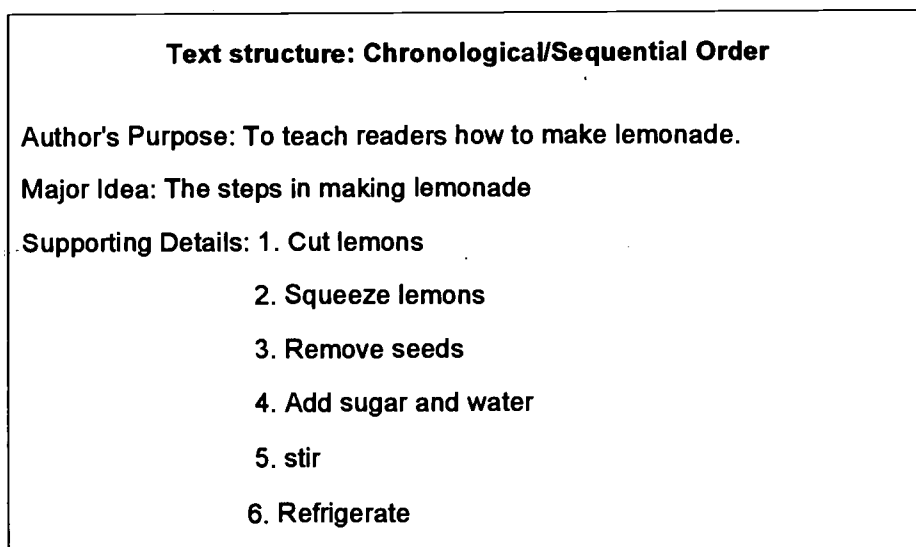 Text structure: Chronological/Sequential Order
Author's Purpose: To teach readers how to make lemonade.
Major Idea: The steps in making lemonade
Supporting Details: 1. Cut lemons
2. Squeeze lemons
3. Remove seeds
4. Add sugar and water
5. stir
6. Refrigerate